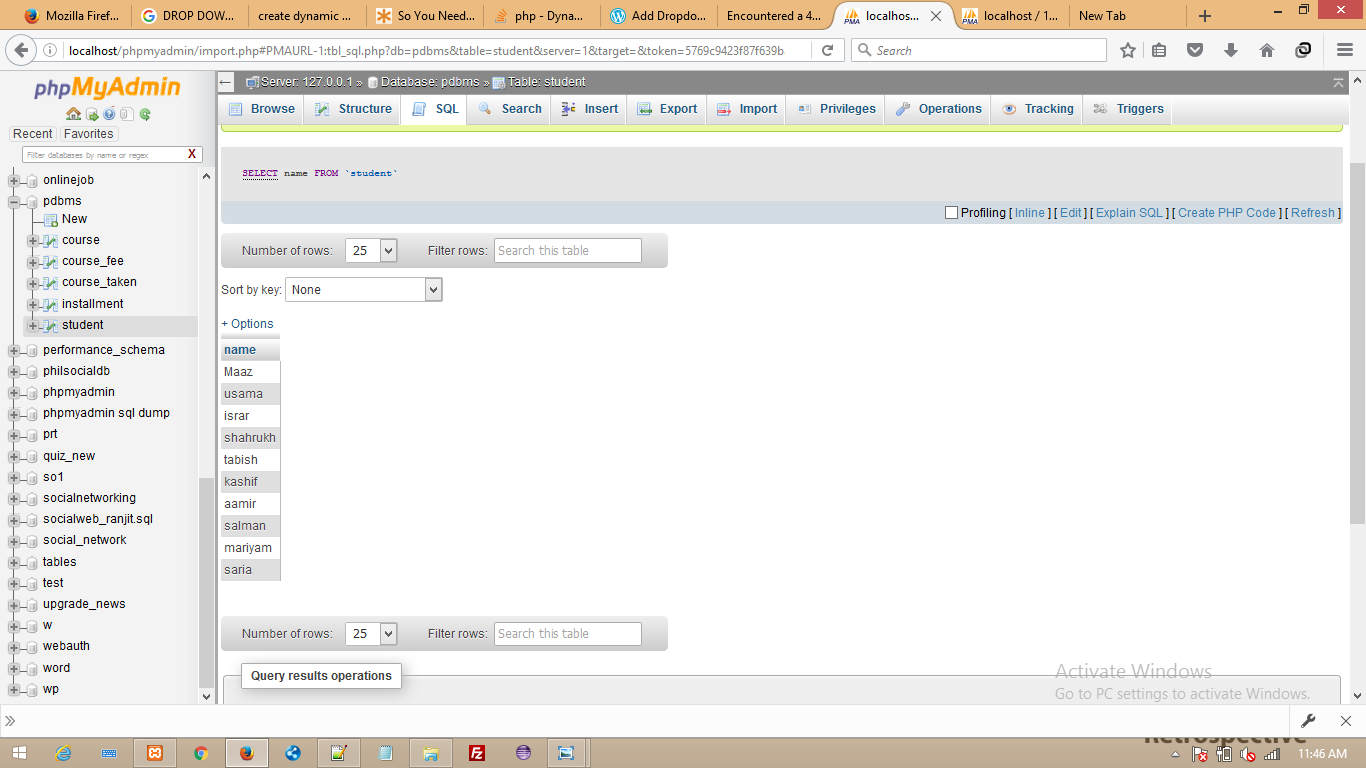 Mozilla Firef...
DROP DOW...
create dynamic ...
So You Need...
php - Dyna...
Add Dropdo...
Encountered a 4...
localhos...
localhost / 1...
New Tab
localhost/phpmyadmin/import.php#PMAURL-1:tbl_sql.php?db=pdbms&table=student&server=1&target=&token=5769c9423f87f639b
Search
phpMyAdmin
Recent Favorites
Filter databases by name or regex X
onlinejob
pdbms
New
course
course_fee
course_taken
installment
student
performance_schema
philsocialdb
phpmyadmin
phpmyadmin sql dump
prt
quiz_new
so1
socialnetworking
socialweb_ranjit.sql
social_network
tables
test
upgrade_news
w
webauth
word
wp
Server: 127.0.0.1 » Database: pdbms » Table: student
Browse Structure SQL Search Insert Export Import Privileges Operations Tracking Triggers
SELECT name FROM `student`
Profiling [ Inline ] [ Edit ] [ Explain SQL ] [ Create PHP Code ] [ Refresh ]
Number of rows: 25 Filter rows: Search this table
Sort by key: None
+ Options
name
Maaz
usama
israr
shahrukh
tabish
kashif
aamir
salman
mariyam
saria
Number of rows: 25 Filter rows: Search this table
Query results operations
Activate Windows
Go to PC settings to activate Windows.
Retrospective
11:46 AM